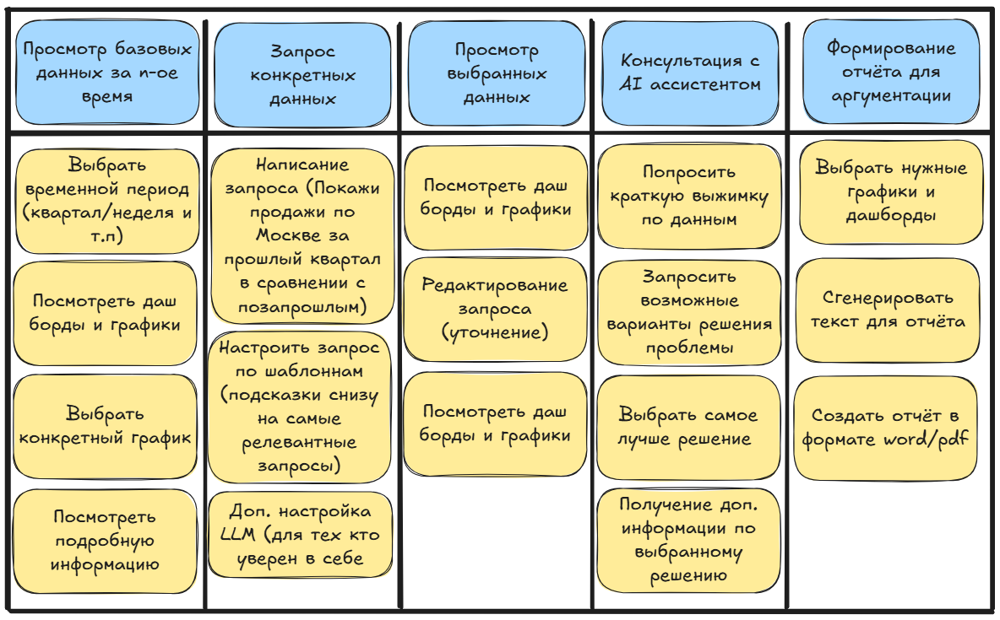 Просмотр базовых
данных за n-ое
время
Запрос
конкретных
данных
Просмотр
выбранных
данных
Консультация с
AI ассистентом
Формирование
отчёта для
аргументации
Выбрать
временной период
(квартал/неделя и
т.п)
Посмотреть даш
борды и графики
Выбрать
конкретный график
Посмотреть
подробную
информацию
Написание
запроса (Покажи
продажи по
Москве за
прошлый квартал
в сравнении с
позапрошлым)
Настроить запрос
по шаблоннам
(подсказки снизу
на самые
релевантные
запросы)
Доп. настройка
LLM (для тех кто
уверен в себе
Посмотреть даш
борды и графики
Редактирование
запроса
(уточнение)
Посмотреть даш
борды и графики
Попросить
краткую выжимку
по данным
Запросить
возможные
варианты решения
проблемы
Выбрать самое
лучше решение
Получение доп.
информации по
выбранному
решению
Выбрать нужные
графики и
дашборды
Сгенерировать
текст для отчёта
Создать отчёт в
формате word/pdf